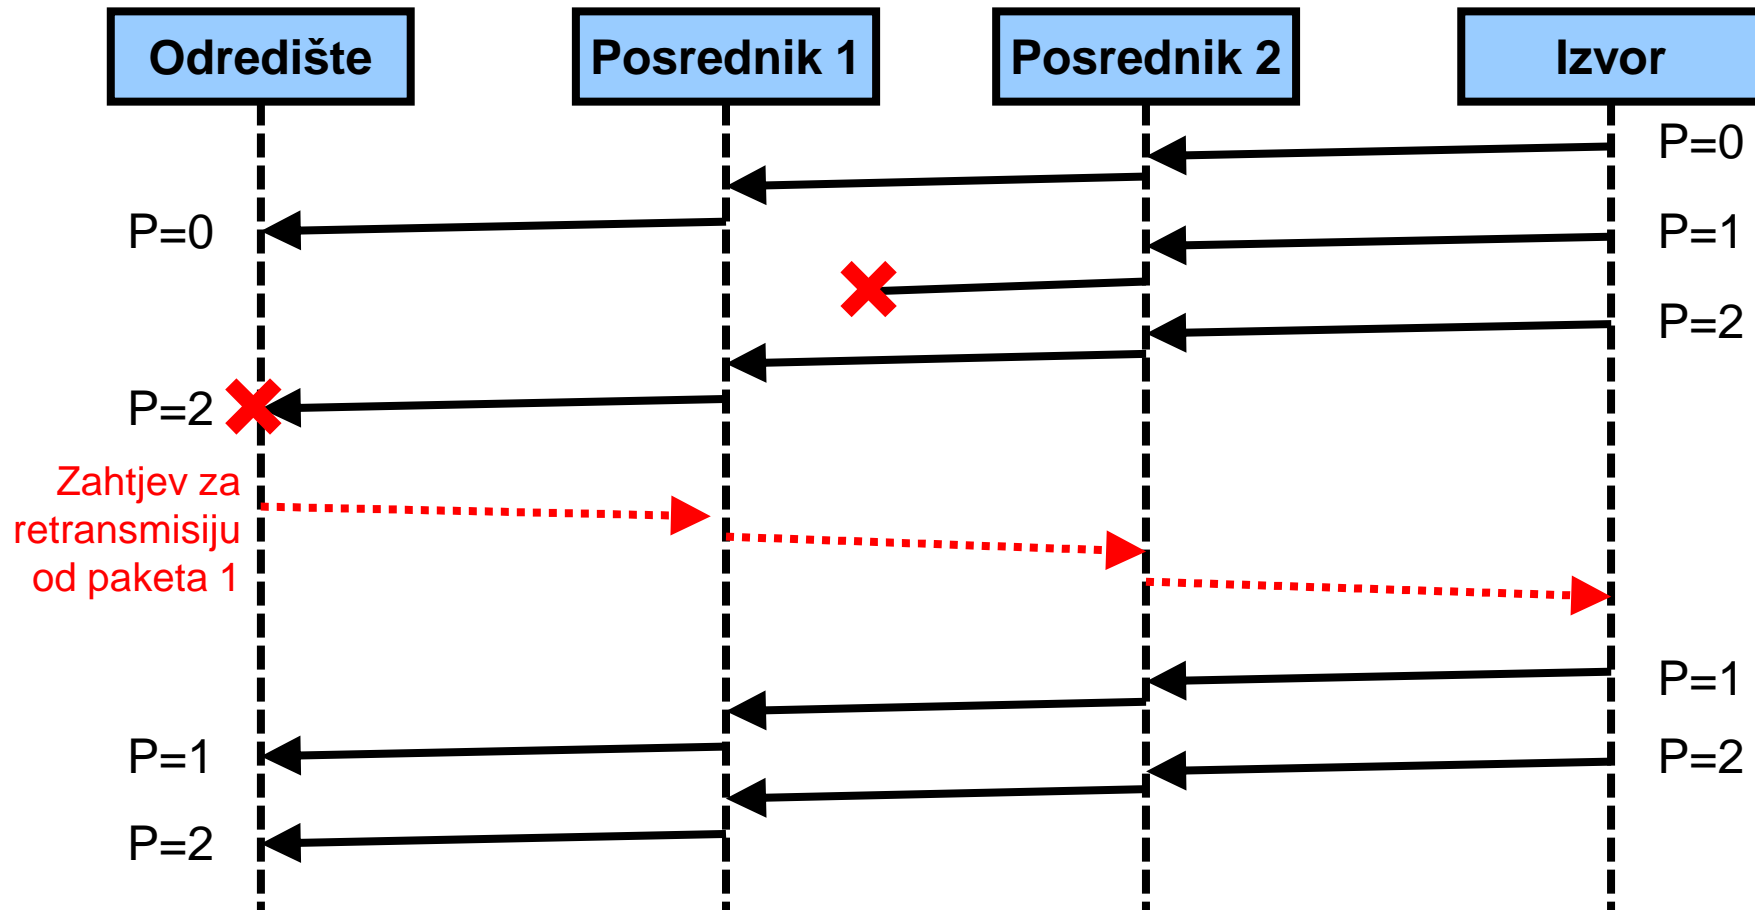 Odredište
Posrednik 1
Posrednik 2
Izvor
P=0
P=0
P=1
P=2
P=2
Zahtjev za
retransmisiju
od paketa 1
P=1
P=1
P=2
P=2